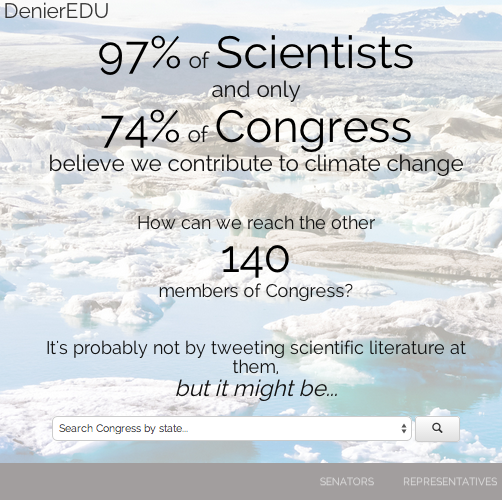 DenierEDU
97% of Scientists
and only
74% of Congress
believe we contribute to climate change
How can we reach the other
140
members of Congress?
It's probably not by tweeting scientific literature at
them,
but it might be...
Search Congress by state...
SENATORS REPRESENTATIVES